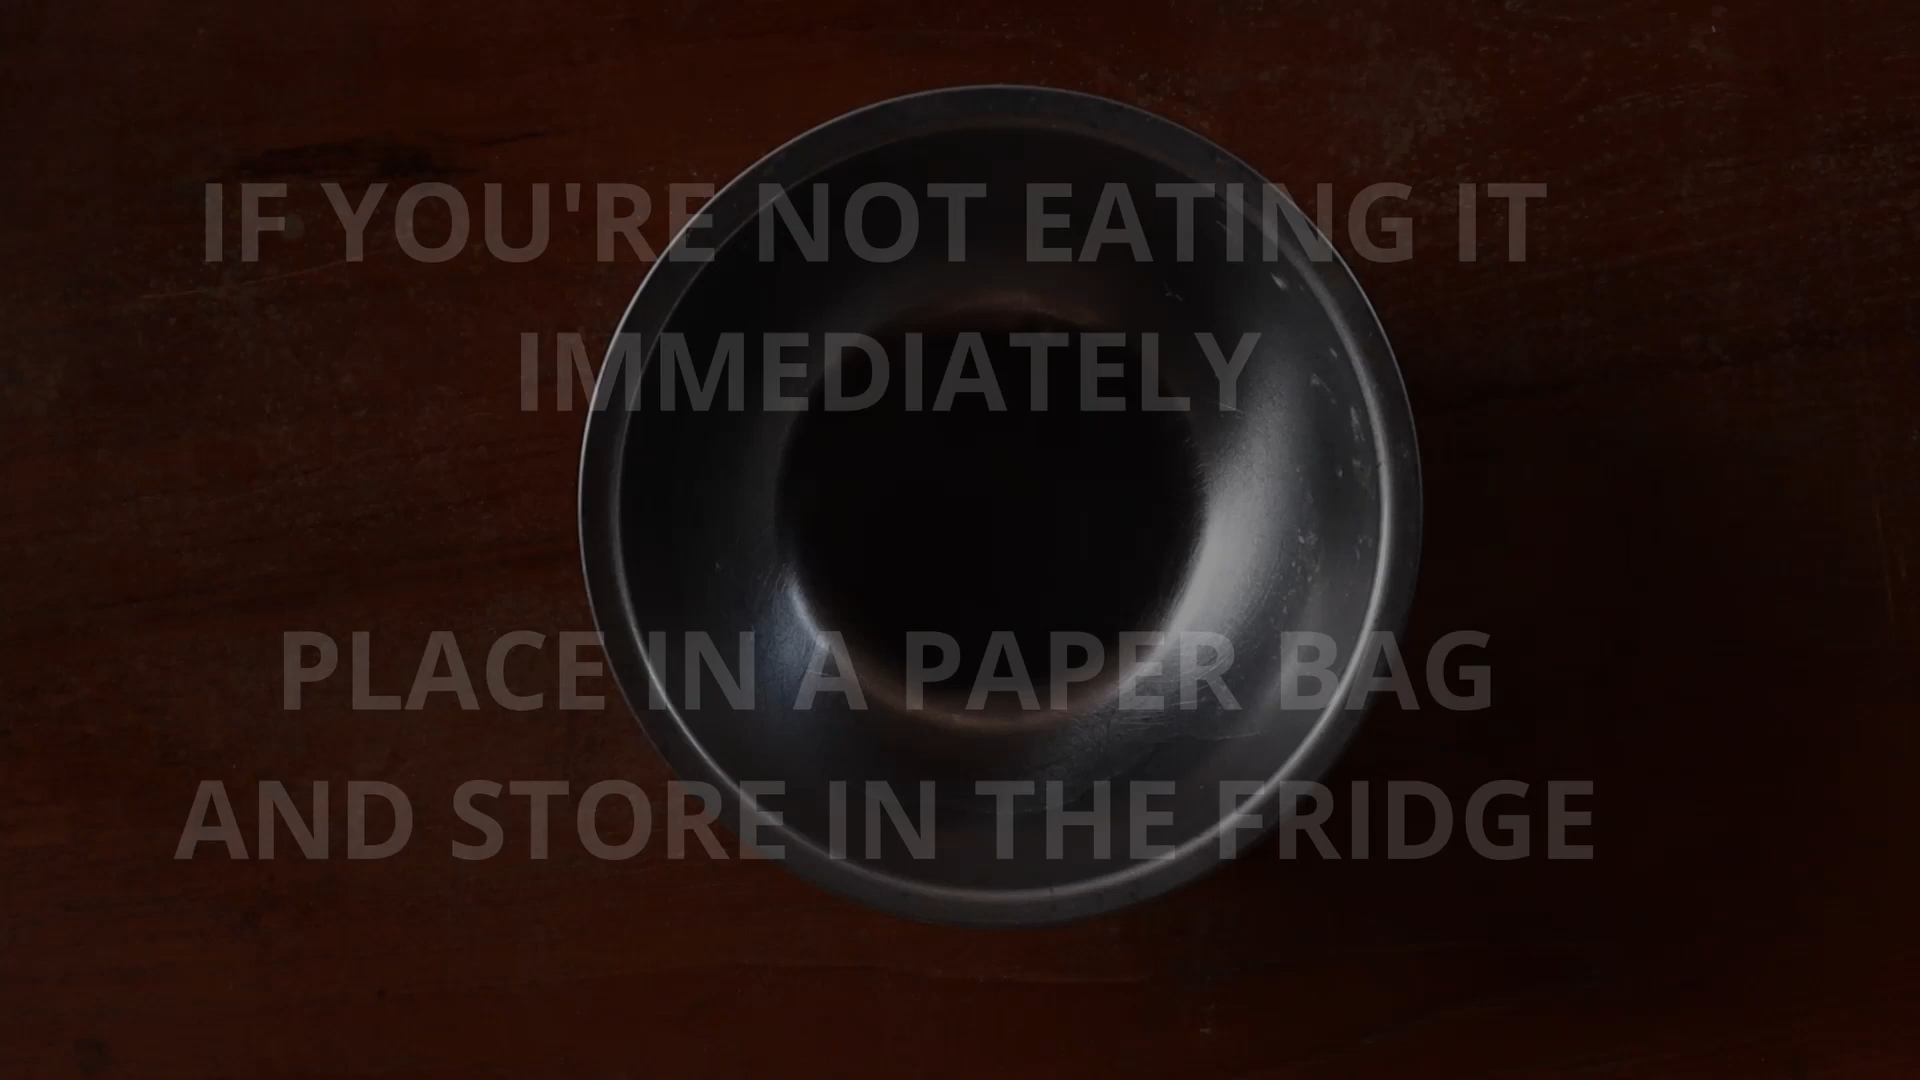 IF YOU'RE NOT EATING IT
IMMEDIATELY
PLACE IN A PAPER BAG
AND STORE IN THE FRIDGE